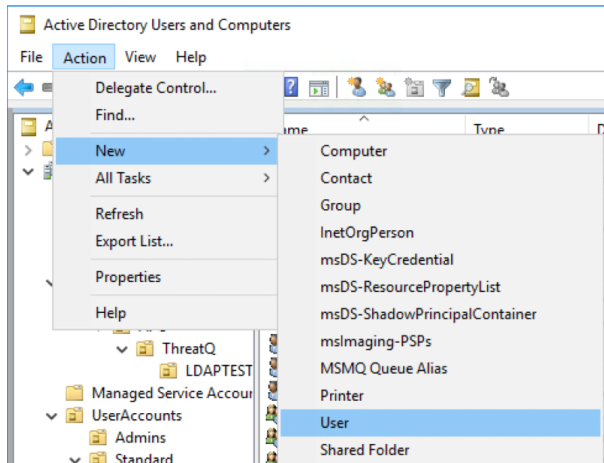 Active Directory Users and Computers
File Action View Help
Delegate Control...
Find...
New
All Tasks
Refresh
Export List...
Properties
Help
Type
Computer
Contact
Group
InetOrgPerson
msDS-KeyCredential
msDS-ResourcePropertyList
msDS-ShadowPrincipalContainer
msImaging-PSPs
MSMQ Queue Alias
Printer
User
Shared Folder
ThreatQ
LDAPTEST
Managed Service Accour
UserAccounts
Admins
Standard